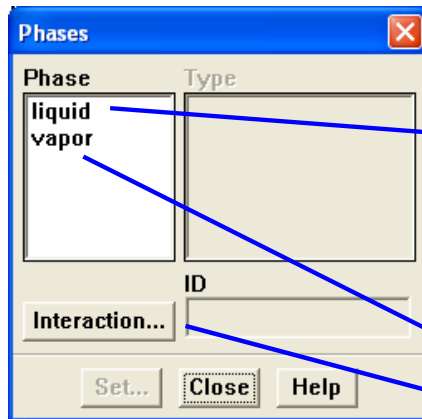 Phases
Phase Type
liquid
vapor
ID
Interaction...
Set... Close Help